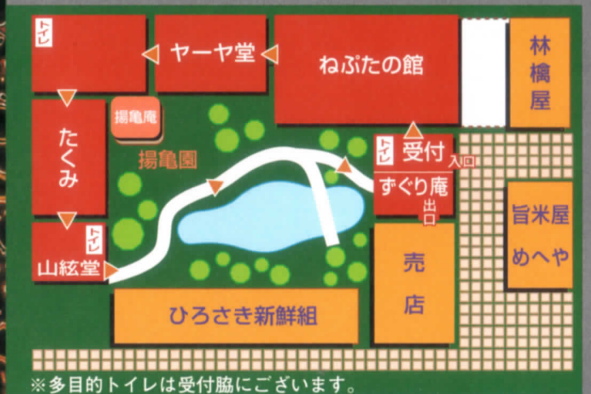 トイレ
ヤーヤ堂
ねぷたの館
林檎屋
揚亀庵
たくみ
揚亀園
トイレ
受付
入口
ずぐり庵
出口
トイレ
山絃堂
売店
旨米屋
めへや
ひろさき新鮮組
※多目的トイレは受付脇にございます。